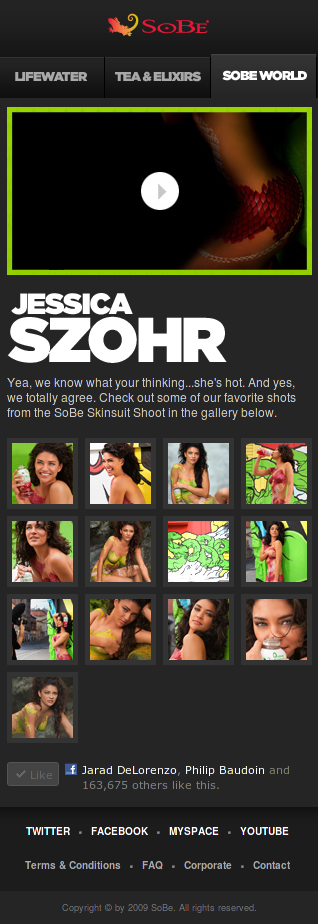 SOBE
LIFEWATER
TEA & ELIXIRS
SOBE WORLD
JESSICA
SZOHR
Yea, we know what your thinking...she's hot. And yes,
we totally agree. Check out some of our favorite shots
from the SoBe Skinsuit Shoot in the gallery below.
Like
Jarad DeLorenzo, Philip Baudoin and
163,675 others like this.
TWITTER ▪ FACEBOOK ▪ MYSPACE ▪ YOUTUBE
Terms & Conditions ▪ FAQ ▪ Corporate ▪ Contact
Copyright © by 2009 SoBe. All rights reserved.